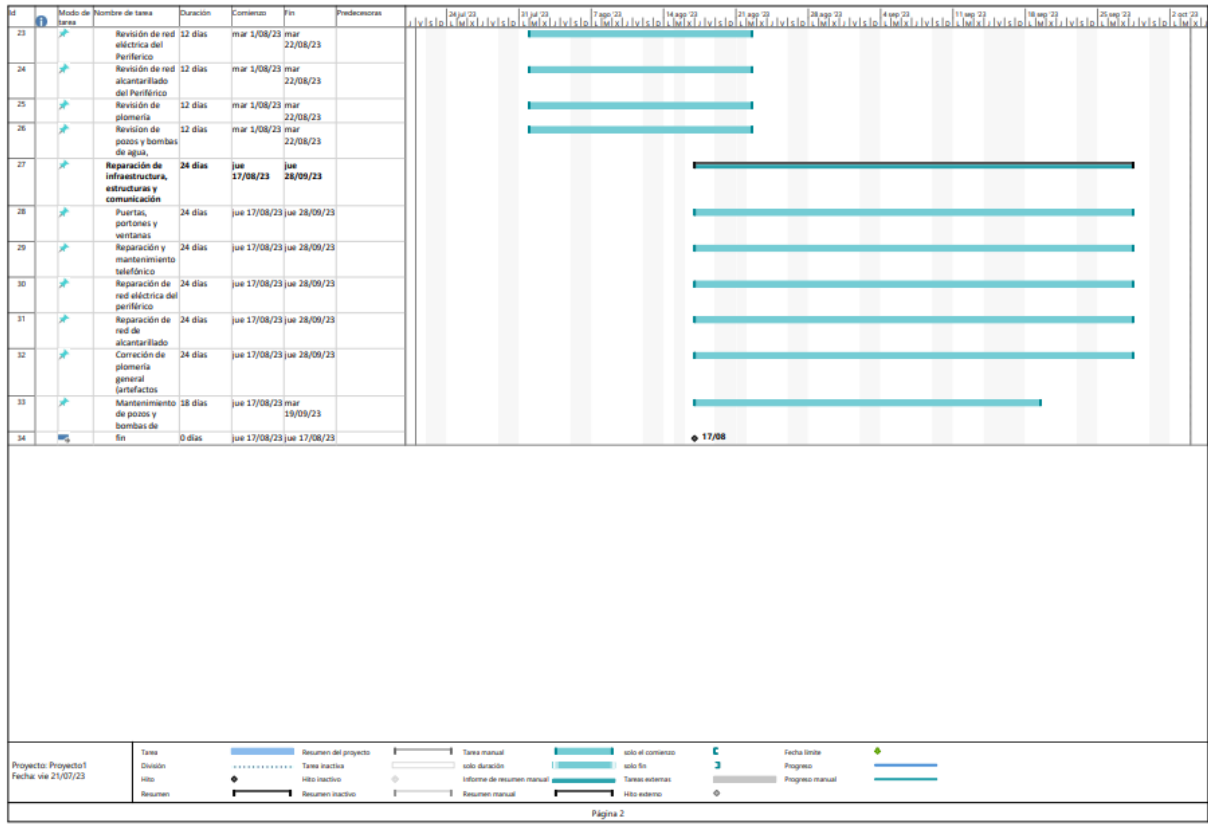 Id Modo de tarea Nombre de tarea Duración Comienzo Fin Predecesoras
24 jul '23 31 jul '23 7 ago '23 14 ago '23 21 ago '23 28 ago '23 4 sep '23 11 sep '23 18 sep '23 25 sep '23 2 oct '23
J V S D L M X J V S D L M X J V S D L M X J V S D L M X J V S D L M X J V S D L M X J V S D L M X J V S D L M X J V S D L M X J V S D L M X J V S D L M X J
23 Revisión de red 12 días mar 1/08/23 mar
eléctrica del 22/08/23
Periferico
24 Revisión de red 12 días mar 1/08/23 mar
alcantarillado 22/08/23
del Periférico
25 Revisión de 12 días mar 1/08/23 mar
plomería 22/08/23
26 Revision de 12 días mar 1/08/23 mar
pozos y bombas 22/08/23
de agua,
27 Reparación de 24 días jue jue
infraestructura, 17/08/23 28/09/23
estructuras y
comunicación
28 Puertas, 24 días jue 17/08/23 jue 28/09/23
portones y
ventanas
29 Reparación y 24 días jue 17/08/23 jue 28/09/23
mantenimiento
telefónico
30 Reparación de 24 días jue 17/08/23 jue 28/09/23
red eléctrica del
periférico
31 Reparación de 24 días jue 17/08/23 jue 28/09/23
red de
alcantarillado
32 Correción de 24 días jue 17/08/23 jue 28/09/23
plomería
general
(artefactos
33 Mantenimiento 18 días jue 17/08/23 mar
de pozos y 19/09/23
bombas de
34 fin 0 días jue 17/08/23 jue 17/08/23 17/08
Proyecto: Proyecto1
Fecha: vie 21/07/23
Tarea Resumen del proyecto Tarea manual solo el comienzo Fecha límite
División Tarea inactiva solo duración solo fin Progreso
Hito Hito inactivo Informe de resumen manual Tareas externas Progreso manual
Resumen Resumen inactivo Resumen manual Hito externo
Página 2